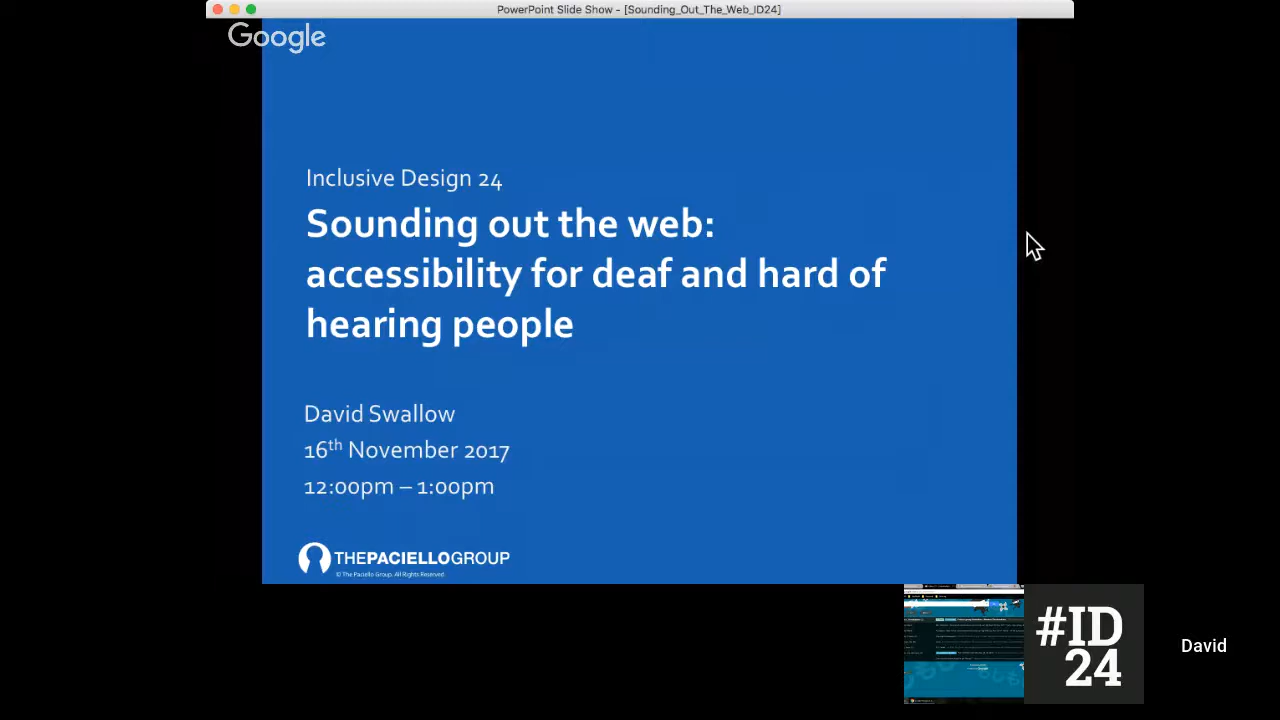 PowerPoint Slide Show - [Sounding_Out_The_Web_ID24]
Google
Inclusive Design 24
Sounding out the web:
accessibility for deaf and hard of
hearing people
David Swallow
16th November 2017
12:00pm – 1:00pm
THEPACIELLOGROUP
© The Paciello Group. All Rights Reserved.
#ID
24
David